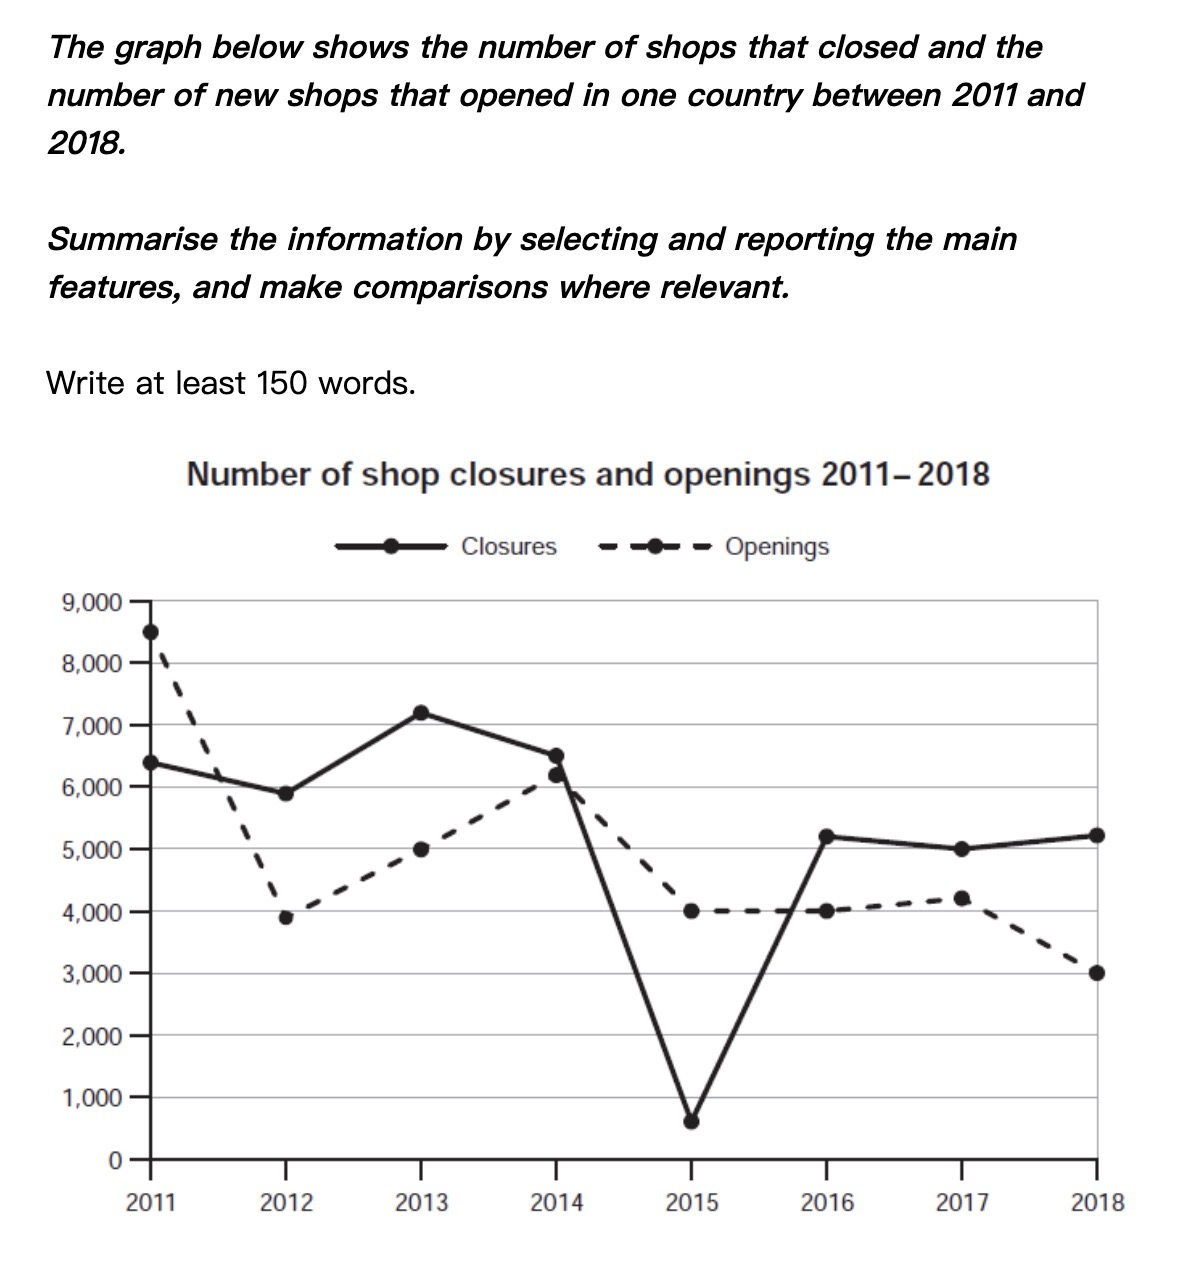 The graph below shows the number of shops that closed and the
number of new shops that opened in one country between 2011 and
2018.
Summarise the information by selecting and reporting the main
features, and make comparisons where relevant.
Write at least 150 words.
Number of shop closures and openings 2011–2018
Closures Openings
9,000
8,000
7,000
6,000
5,000
4,000
3,000
2,000
1,000
0
2011 2012 2013 2014 2015 2016 2017 2018